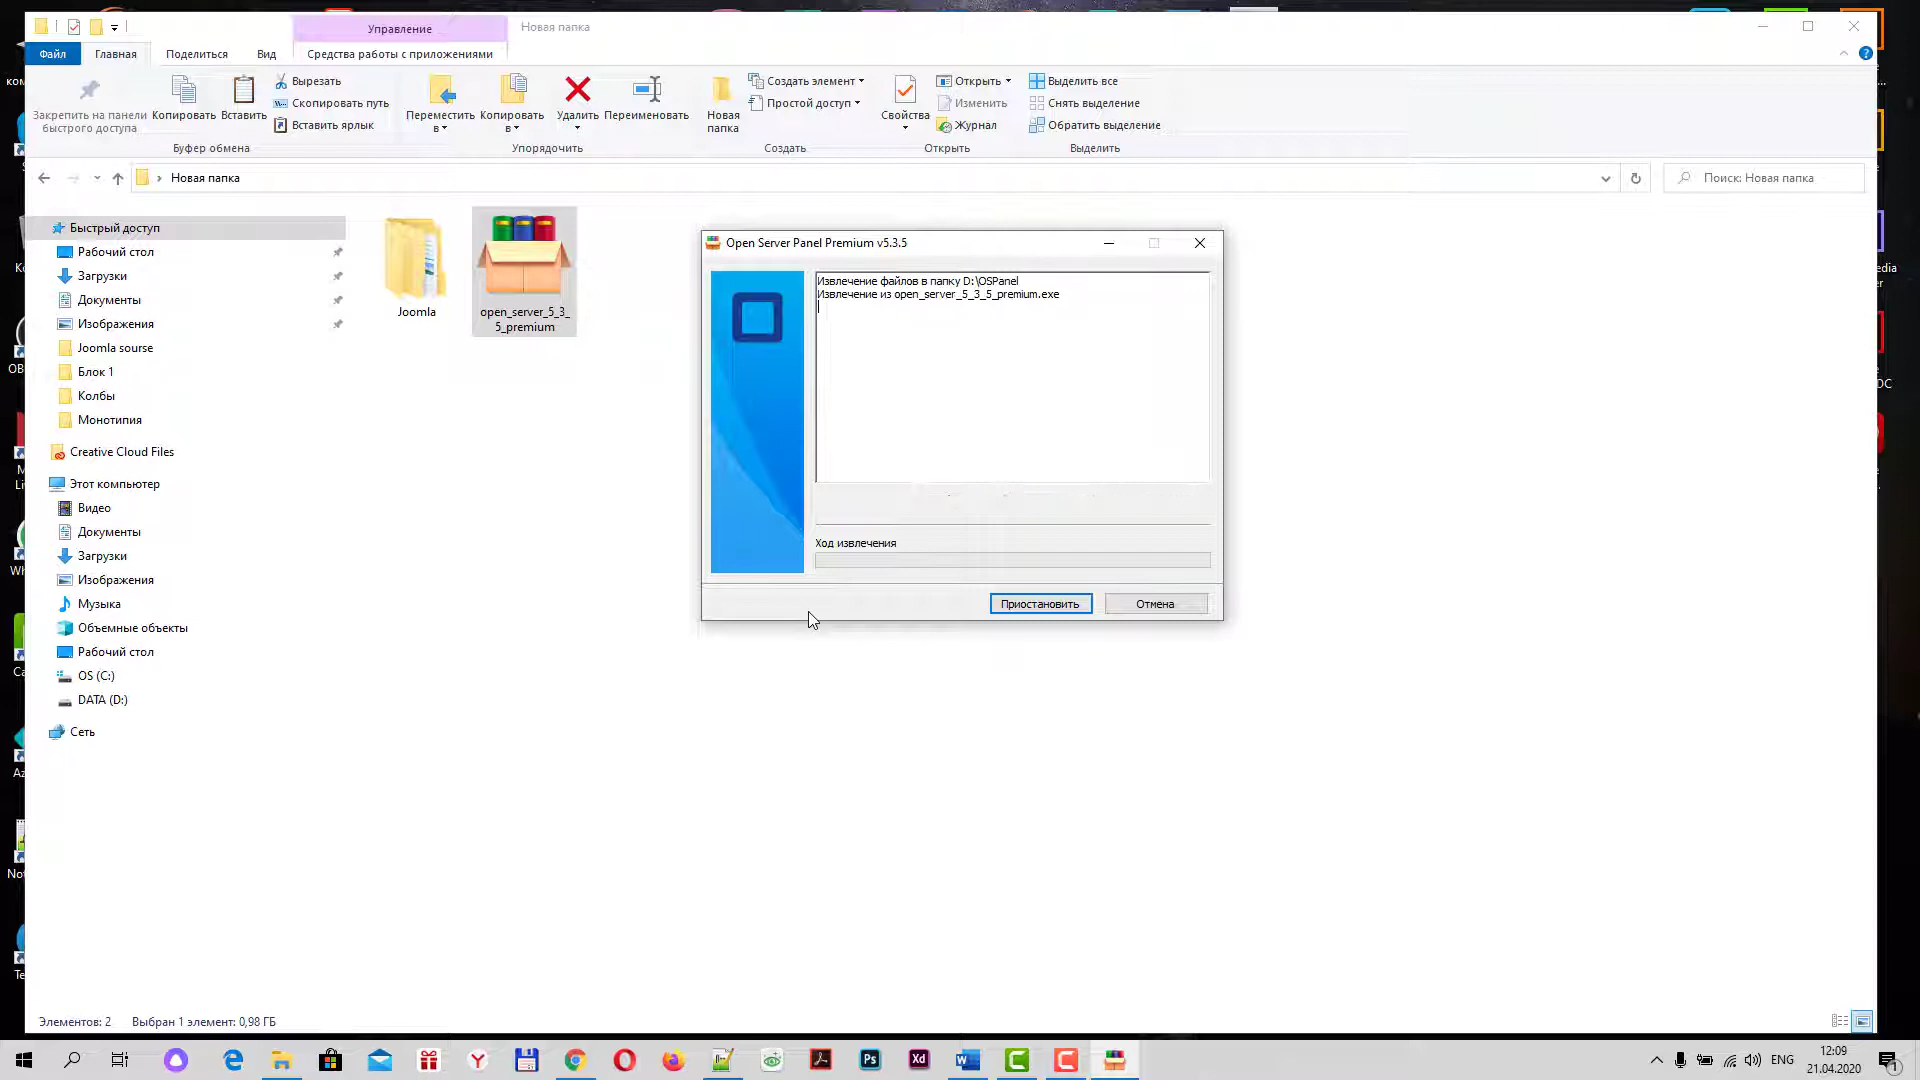 Управление
Новая папка
Файл
Главная
Поделиться
Вид
Средства работы с приложениями
Закрепить на панели
быстрого доступа
Копировать
Вставить
Вырезать
Скопировать путь
Вставить ярлык
Буфер обмена
Переместить
в
Копировать
в
Удалить
Переименовать
Упорядочить
Новая
папка
Создать элемент
Простой доступ
Создать
Свойства
Открыть
Изменить
Журнал
Открыть
Выделить все
Снять выделение
Обратить выделение
Выделить
Новая папка
Поиск: Новая папка
Быстрый доступ
Рабочий стол
Загрузки
Документы
Изображения
Joomla sourse
Блок 1
Колбы
Монотипия
Creative Cloud Files
Этот компьютер
Видео
Документы
Загрузки
Изображения
Музыка
Объемные объекты
Рабочий стол
OS (C:)
DATA (D:)
Сеть
Joomla
open_server_5_3_
5_premium
Open Server Panel Premium v5.3.5
Извлечение файлов в папку D:\OSPanel
Извлечение из open_server_5_3_5_premium.exe
Ход извлечения
Приостановить
Отмена
Элементов: 2
Выбран 1 элемент: 0,98 ГБ
ENG
12:09
21.04.2020